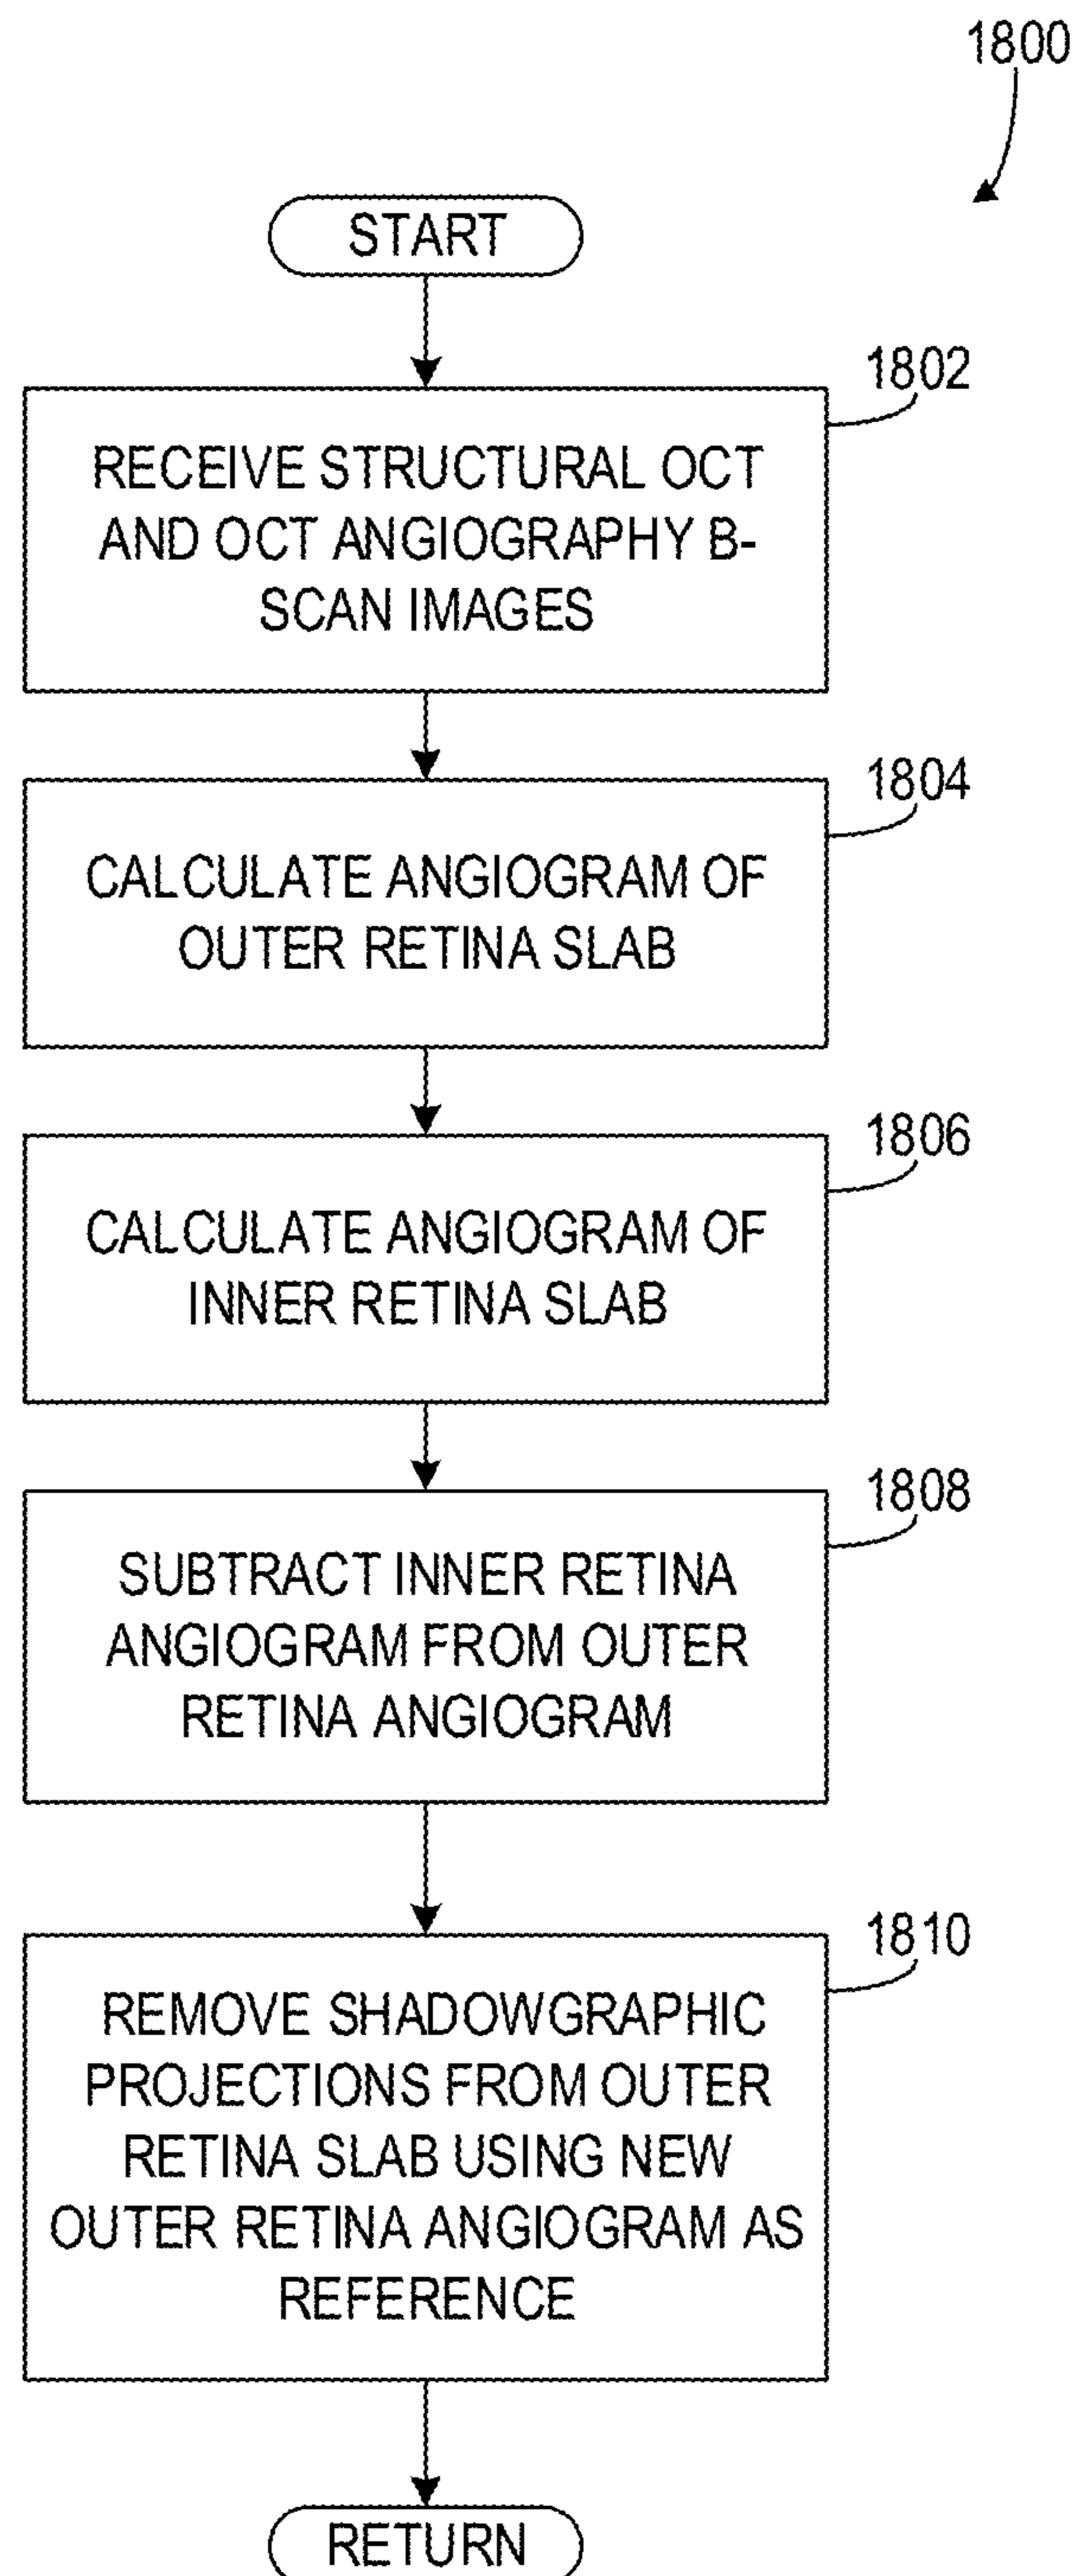 1800
START
1802
RECEIVE STRUCTURAL OCT
AND OCT ANGIOGRAPHY B-
SCAN IMAGES
1804
CALCULATE ANGIOGRAM OF
OUTER RETINA SLAB
1806
CALCULATE ANGIOGRAM OF
INNER RETINA SLAB
1808
SUBTRACT INNER RETINA
ANGIOGRAM FROM OUTER
RETINA ANGIOGRAM
1810
REMOVE SHADOWGRAPHIC
PROJECTIONS FROM OUTER
RETINA SLAB USING NEW
OUTER RETINA ANGIOGRAM AS
REFERENCE
RETURN